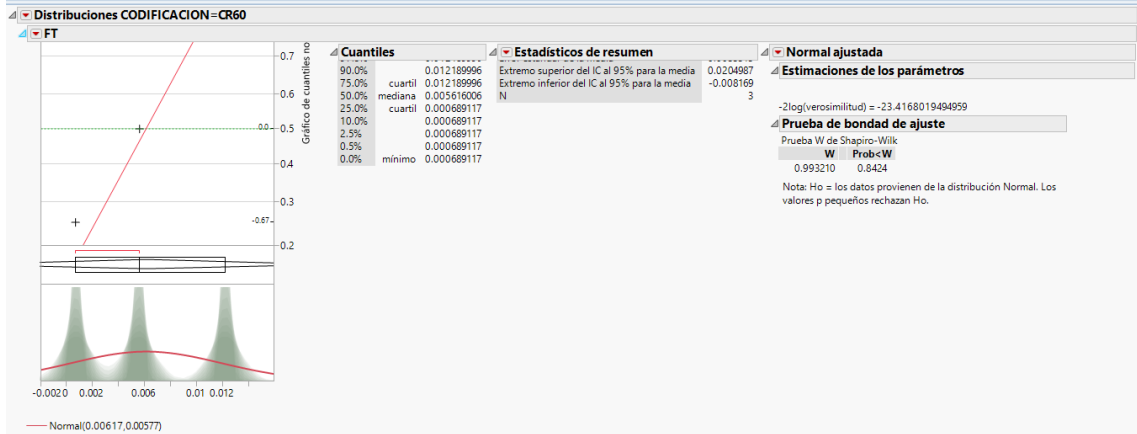 Distribuciones CODIFICACION=CR60
FT
0.7
0.6
0.5
0.4
0.3
0.2
0.0
-0.67
Gráfico de cuantiles no
-0.0020 0.002 0.006 0.01 0.012
Normal(0.00617,0.00577)
Cuantiles
90.0% 0.012189996
75.0% cuartil 0.012189996
50.0% mediana 0.005616006
25.0% cuartil 0.000689117
10.0% 0.000689117
2.5% 0.000689117
0.5% 0.000689117
0.0% mínimo 0.000689117
Estadísticos de resumen
Extremo superior del IC al 95% para la media 0.0204987
Extremo inferior del IC al 95% para la media -0.008169
N 3
Normal ajustada
Estimaciones de los parámetros
-2log(verosimilitud) = -23.4168019494959
Prueba de bondad de ajuste
Prueba W de Shapiro-Wilk
W Prob<W
0.993210 0.8424
Nota: Ho = los datos provienen de la distribución Normal. Los
valores p pequeños rechazan Ho.